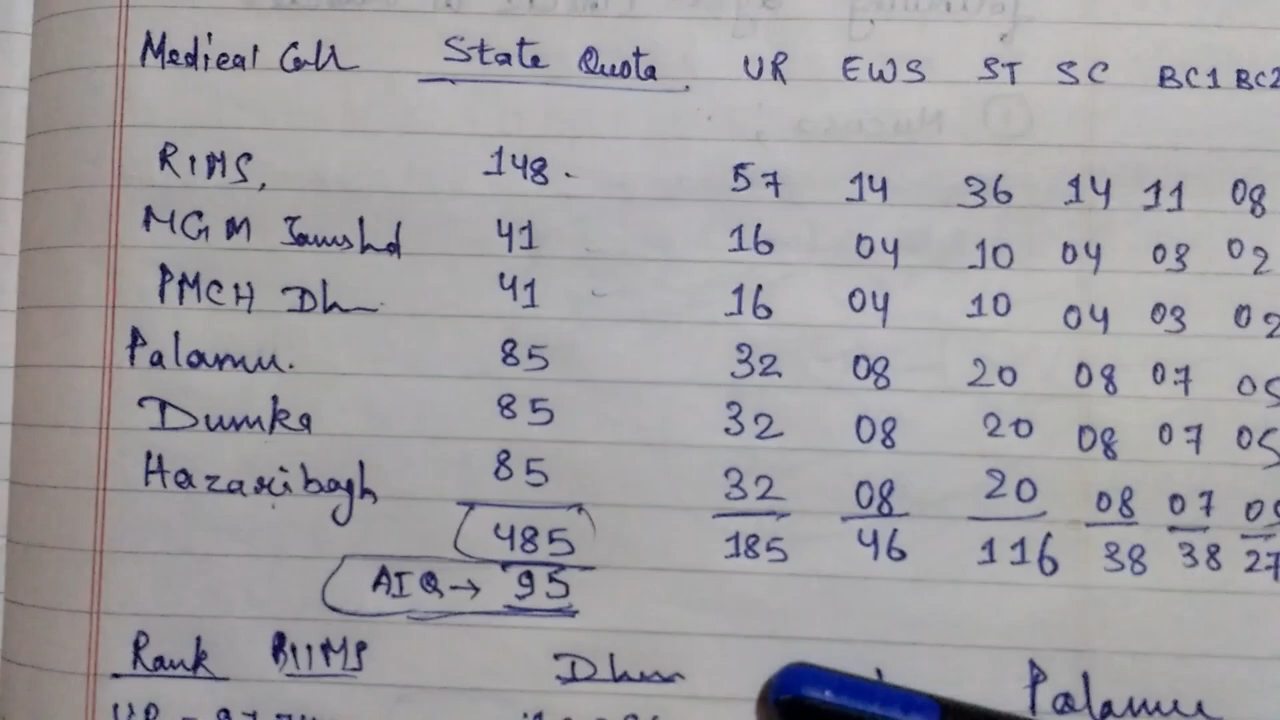 Medical Coll State Quota UR EWS ST SC BC1 BC2
RIMS, 148 - 57 14 36 14 11 08
MGM Jamshd 41 16 04 10 04 03 02
PMCH Dh 41 - 16 04 10 04 03 02
Palamu. 85 32 08 20 08 07 05
Dumka 85 32 08 20 08 07 05
Hazaribagh 85 32 08 20 08 07
485 185 46 116 38 38 27
AIQ → 95
Rank RIIMS Dhn Palamu